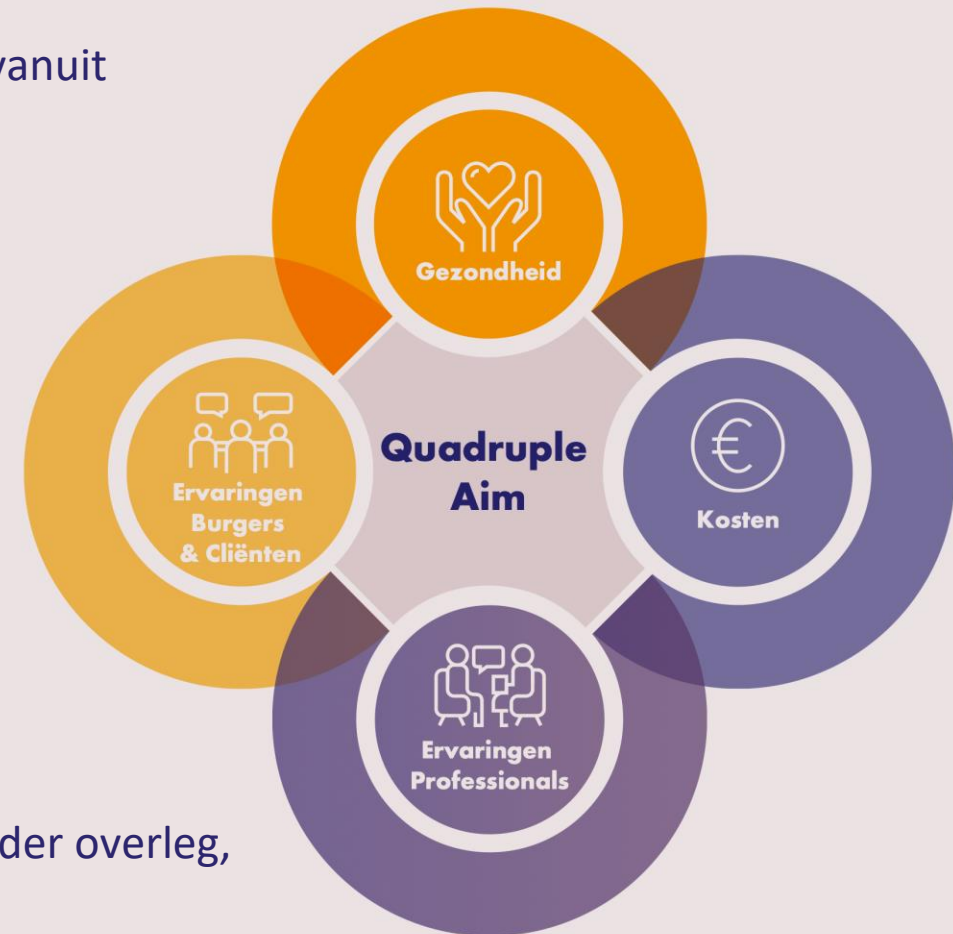 vanuit
Gezondheid
Ervaringen
Burgers
& Cliënten
Quadruple
Aim
€
Kosten
Ervaringen
Professionals
der overleg,